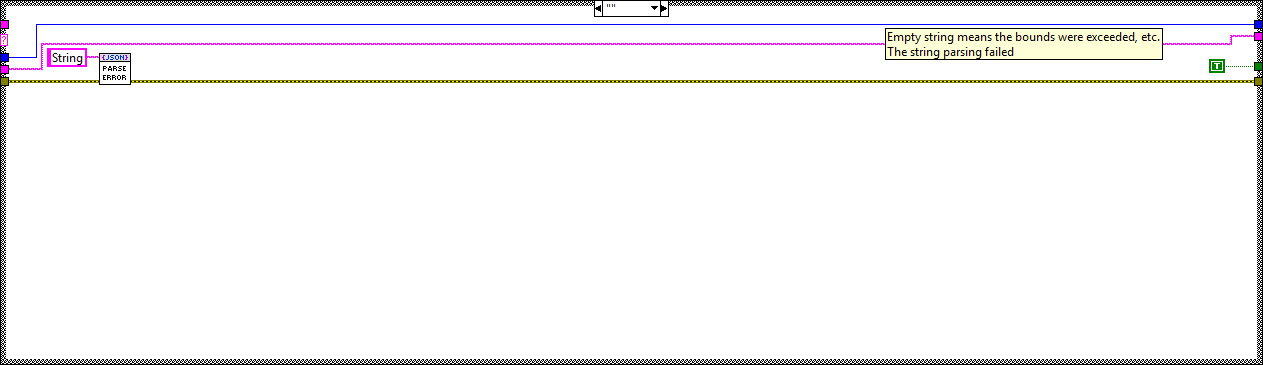 ""
Empty string means the bounds were exceeded, etc.
The string parsing failed
String
{JSON}
PARSE
ERROR
T
?